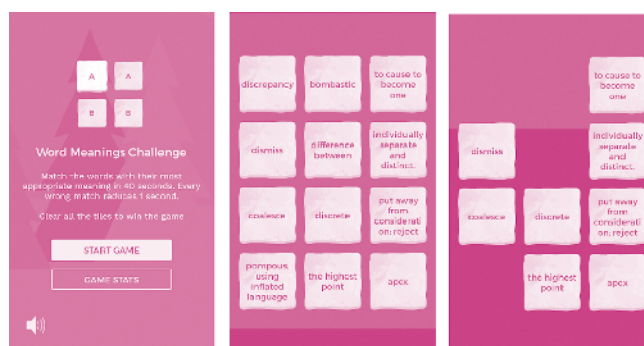 A A
B B
Word Meanings Challenge
Match the words with their most
appropriate meaning in 40 seconds. Every
wrong match reduces 1 second.
Clear all the tiles to win the game
START GAME
GAME STATS
discrepancy
bombastic
to cause to
become
one
dismiss
difference
between
individually
separate
and
distinct.
coalesce
discrete
put away
from
considerati
on; reject
pompous;
using
inflated
language
the highest
point
apex
to cause to
become
one
dismiss
individually
separate
and
distinct.
coalesce
discrete
put away
from
considerati
on; reject
the highest
point
apex